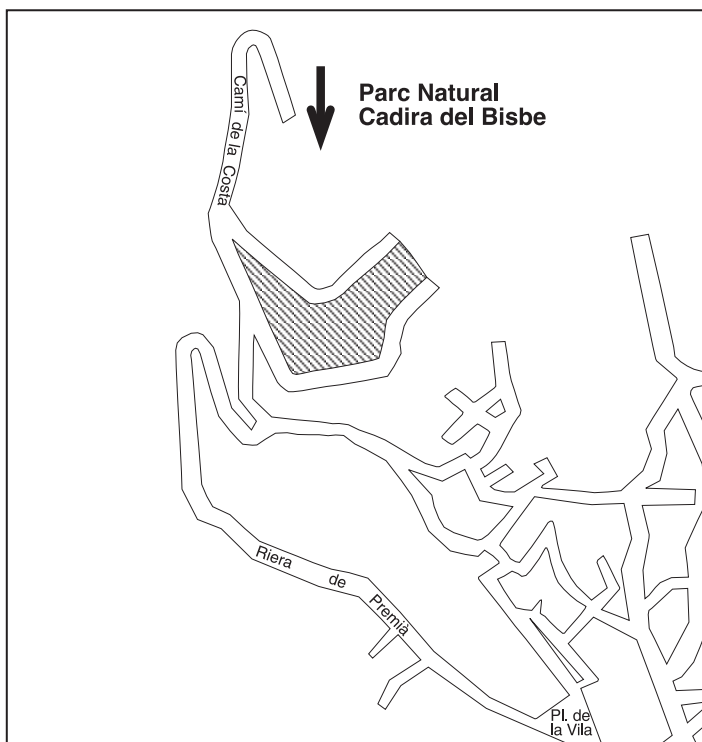 Parc Natural
Cadira del Bisbe
Camí de la Costa
Riera de Premià
Pl. de
la Vila